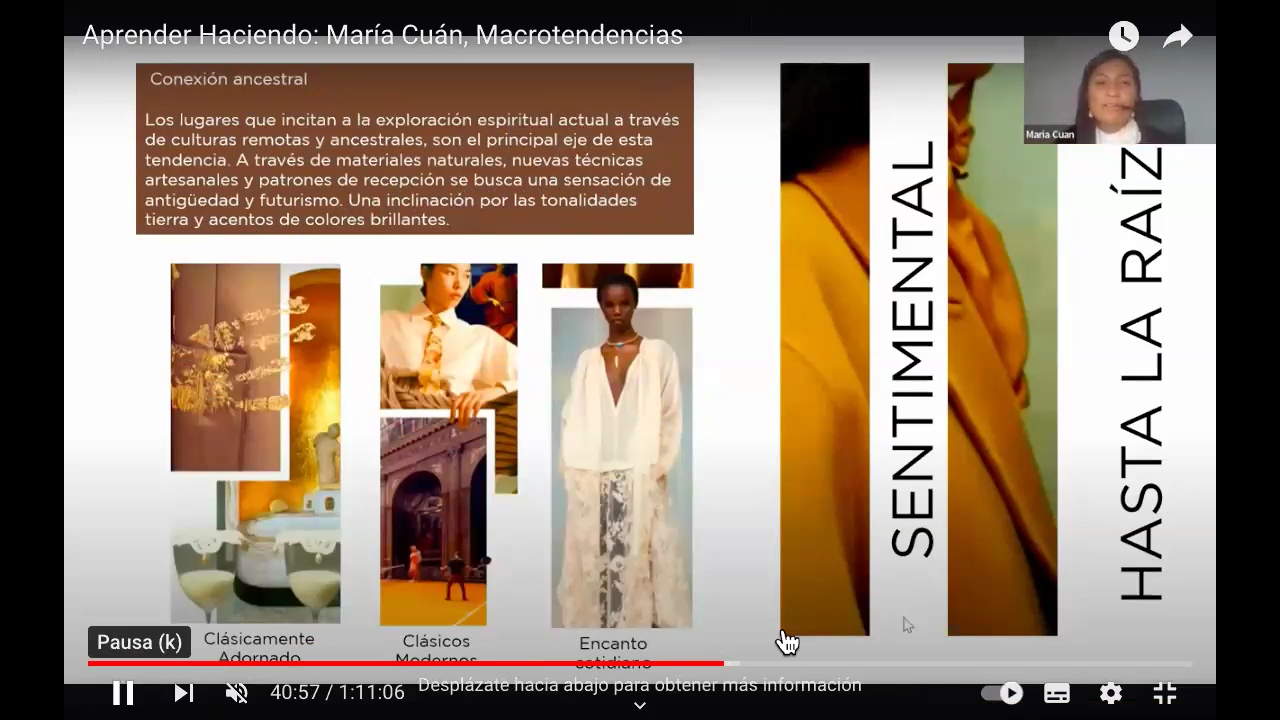 Aprender Haciendo: María Cuán, Macrotendencias
Conexión ancestral
Los lugares que incitan a la exploración espiritual actual a través
de culturas remotas y ancestrales, son el principal eje de esta
tendencia. A través de materiales naturales, nuevas técnicas
artesanales y patrones de recepción se busca una sensación de
antigüedad y futurismo. Una inclinación por las tonalidades
tierra y acentos de colores brillantes.
SENTIMENTAL
HASTA LA RAÍZ
Maria Cuan
Clásicamente
Adornado
Clásicos
Modernos
Encanto
cotidiano
Pausa (k)
40:57 / 1:11:06
Desplázate hacia abajo para obtener más información